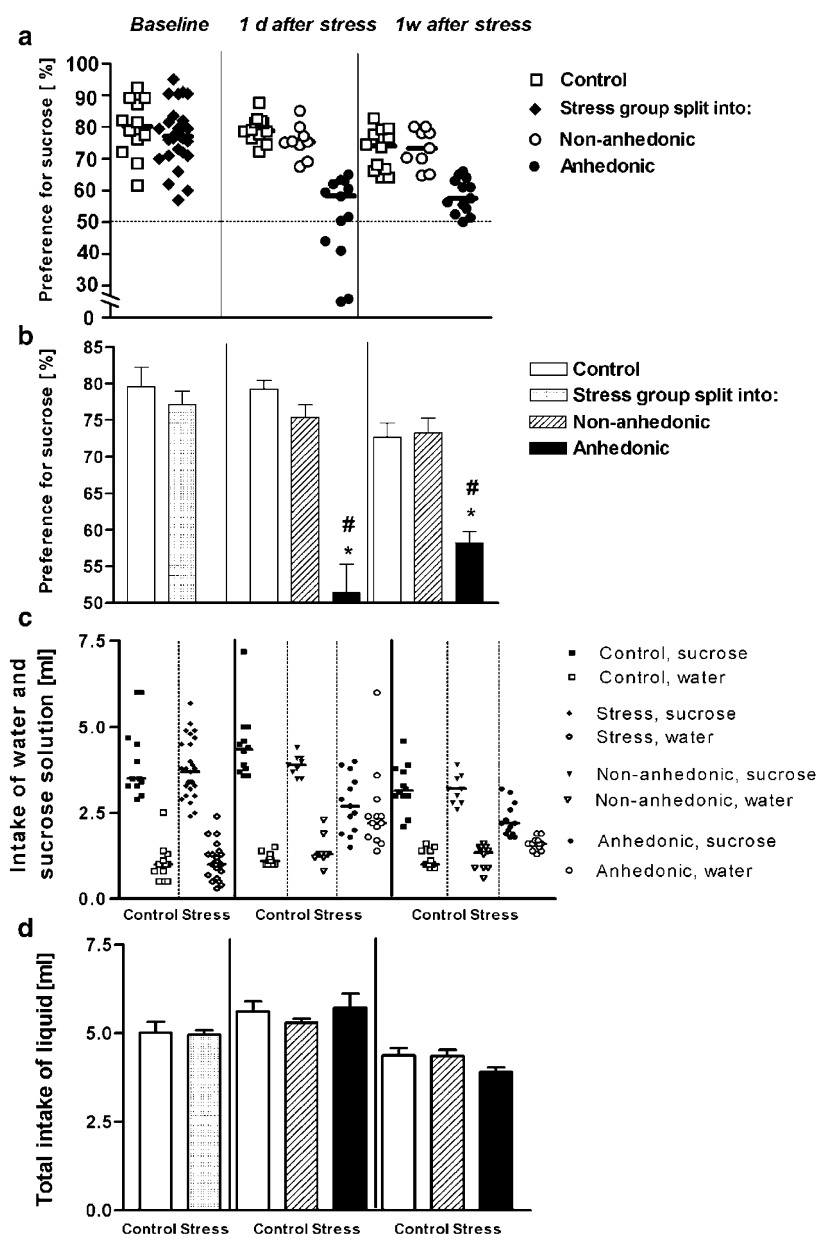 Baseline 1 d after stress 1w after stress
a
Preference for sucrose [ %]
100
90
80
70
60
50
40
30
0
Control
Stress group split into:
Non-anhedonic
Anhedonic
b
Preference for sucrose [%]
85
80
75
70
65
60
55
50
#
*
#
*
Control
Stress group split into:
Non-anhedonic
Anhedonic
c
Intake of water and
sucrose solution [ml]
7.5
5.0
2.5
0.0
Control Stress
Control Stress
Control Stress
Control, sucrose
Control, water
Stress, sucrose
Stress, water
Non-anhedonic, sucrose
Non-anhedonic, water
Anhedonic, sucrose
Anhedonic, water
d
Total intake of liquid [ml]
7.5
5.0
2.5
0.0
Control Stress
Control Stress
Control Stress